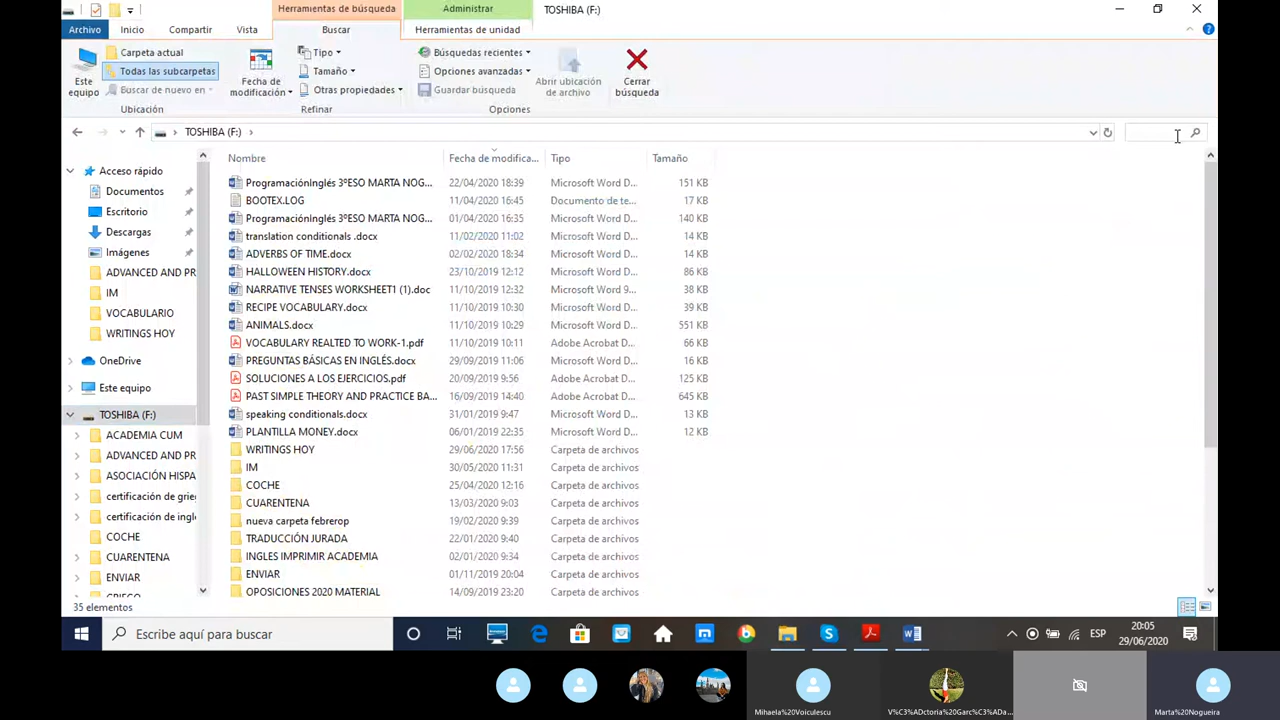 Herramientas de búsqueda
Administrar
TOSHIBA (F:)
Archivo
Inicio
Compartir
Vista
Buscar
Herramientas de unidad
Este equipo
Carpeta actual
Todas las subcarpetas
Buscar de nuevo en
Ubicación
Fecha de modificación
Tipo
Tamaño
Otras propiedades
Refinar
Búsquedas recientes
Opciones avanzadas
Guardar búsqueda
Abrir ubicación de archivo
Opciones
Cerrar búsqueda
TOSHIBA (F:)
Nombre Fecha de modifica... Tipo Tamaño
Acceso rápido
Documentos
Escritorio
Descargas
Imágenes
ADVANCED AND PR
IM
VOCABULARIO
WRITINGS HOY
OneDrive
Este equipo
TOSHIBA (F:)
ACADEMIA CUM
ADVANCED AND PR
ASOCIACIÓN HISPA
certificación de grie
certificación de ingl
COCHE
CUARENTENA
ENVIAR
GRIEGO
ProgramaciónInglés 3ºESO MARTA NOG... 22/04/2020 18:39 Microsoft Word D... 151 KB
BOOTEX.LOG 11/04/2020 16:45 Documento de te... 17 KB
ProgramaciónInglés 3ºESO MARTA NOG... 01/04/2020 16:35 Microsoft Word D... 140 KB
translation conditionals .docx 11/02/2020 11:02 Microsoft Word D... 14 KB
ADVERBS OF TIME.docx 02/02/2020 18:34 Microsoft Word D... 14 KB
HALLOWEEN HISTORY.docx 23/10/2019 12:12 Microsoft Word D... 86 KB
NARRATIVE TENSES WORKSHEET1 (1).doc 11/10/2019 12:32 Microsoft Word 9... 38 KB
RECIPE VOCABULARY.docx 11/10/2019 10:30 Microsoft Word D... 39 KB
ANIMALS.docx 11/10/2019 10:29 Microsoft Word D... 551 KB
VOCABULARY REALTED TO WORK-1.pdf 11/10/2019 10:11 Adobe Acrobat D... 66 KB
PREGUNTAS BÁSICAS EN INGLÉS.docx 29/09/2019 11:06 Microsoft Word D... 16 KB
SOLUCIONES A LOS EJERCICIOS.pdf 20/09/2019 9:56 Adobe Acrobat D... 125 KB
PAST SIMPLE THEORY AND PRACTICE BA... 16/09/2019 14:40 Adobe Acrobat D... 645 KB
speaking conditionals.docx 31/01/2019 9:47 Microsoft Word D... 13 KB
PLANTILLA MONEY.docx 06/01/2019 22:35 Microsoft Word D... 12 KB
WRITINGS HOY 29/06/2020 17:56 Carpeta de archivos
IM 30/05/2020 11:31 Carpeta de archivos
COCHE 25/04/2020 12:16 Carpeta de archivos
CUARENTENA 13/03/2020 9:03 Carpeta de archivos
nueva carpeta febrerop 19/02/2020 9:39 Carpeta de archivos
TRADUCCIÓN JURADA 22/01/2020 9:40 Carpeta de archivos
INGLES IMPRIMIR ACADEMIA 02/01/2020 9:34 Carpeta de archivos
ENVIAR 01/11/2019 20:04 Carpeta de archivos
OPOSICIONES 2020 MATERIAL 14/09/2019 23:20 Carpeta de archivos
35 elementos
Escribe aquí para buscar
ESP
20:05
29/06/2020
Mihaela%20Voiculescu
V%C3%ADctoria%20Garc%C3%ADa...
Marta%20Nogueira